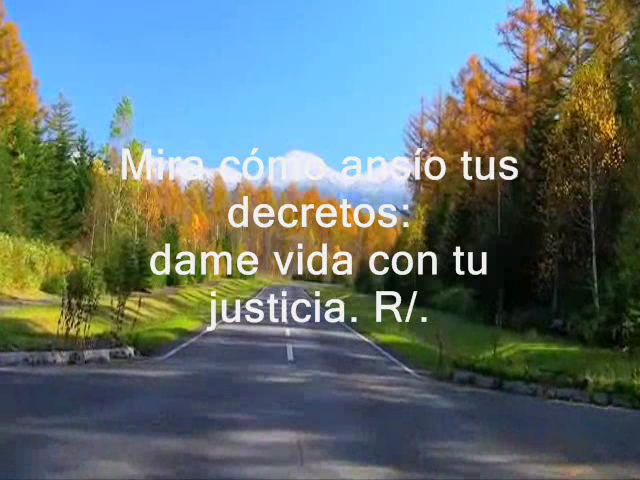 Mira cómo ansío tus
decretos:
dame vida con tu
justicia. R/.